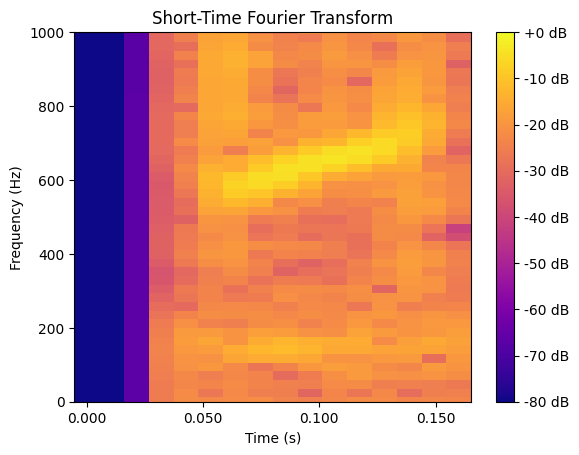 Short-Time Fourier Transform
1000
800
600
400
200
0
Frequency (Hz)
0.000
0.050
0.100
0.150
Time (s)
+0 dB
-10 dB
-20 dB
-30 dB
-40 dB
-50 dB
-60 dB
-70 dB
-80 dB